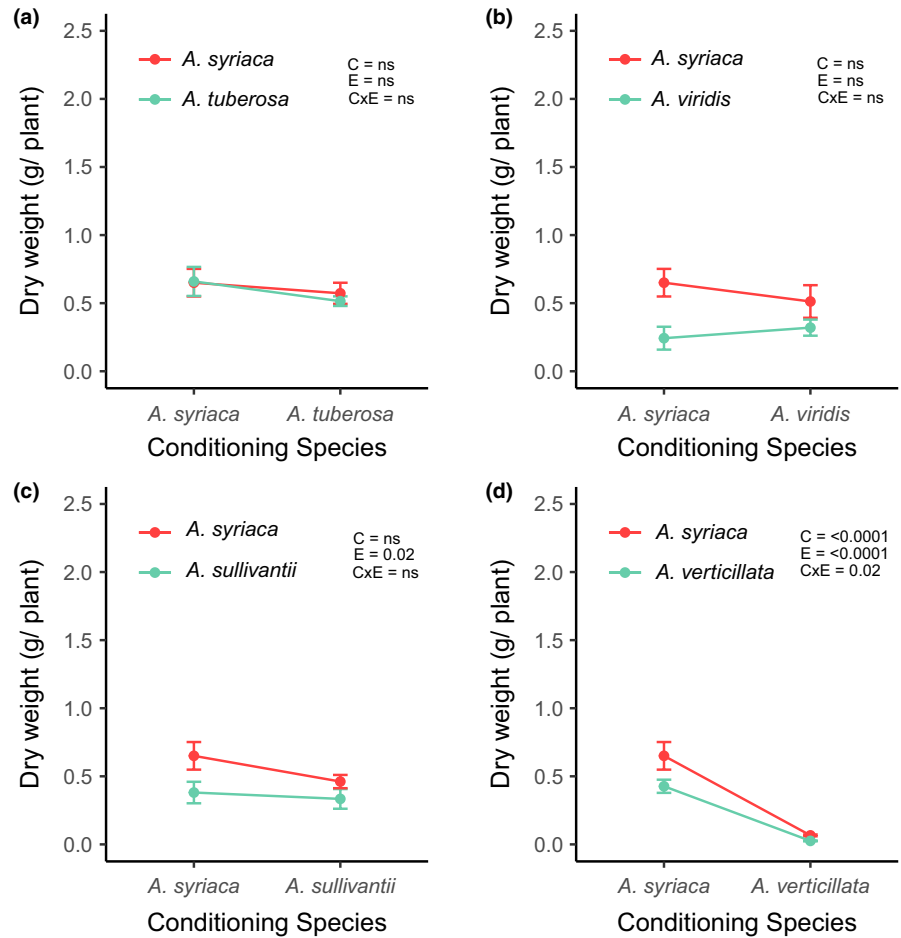 (a)
Dry weight (g/ plant)
2.5
2.0
1.5
1.0
0.5
0.0
A. syriaca
A. tuberosa
C = ns
E = ns
CxE = ns
A. syriaca A. tuberosa
Conditioning Species
(b)
Dry weight (g/ plant)
2.5
2.0
1.5
1.0
0.5
0.0
A. syriaca
A. viridis
C = ns
E = ns
CxE = ns
A. syriaca A. viridis
Conditioning Species
(c)
Dry weight (g/ plant)
2.5
2.0
1.5
1.0
0.5
0.0
A. syriaca
A. sullivantii
C = ns
E = 0.02
CxE = ns
A. syriaca A. sullivantii
Conditioning Species
(d)
Dry weight (g/ plant)
2.5
2.0
1.5
1.0
0.5
0.0
A. syriaca
A. verticillata
C = <0.0001
E = <0.0001
CxE = 0.02
A. syriaca A. verticillata
Conditioning Species